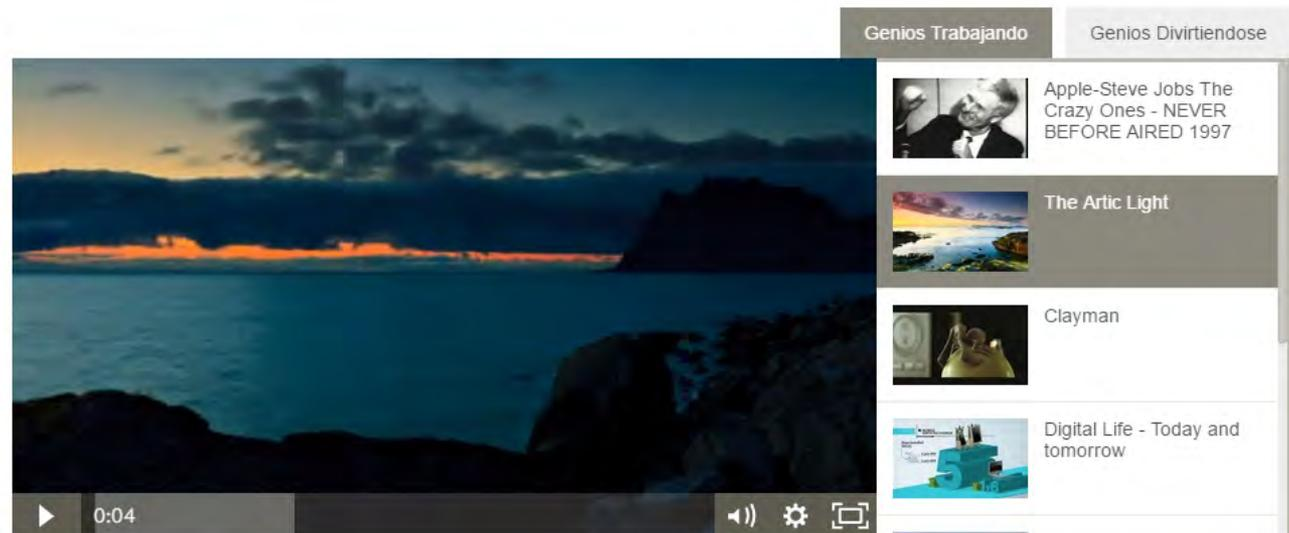 Genios Trabajando
Genios Divirtiendose
Apple-Steve Jobs The
Crazy Ones - NEVER
BEFORE AIRED 1997
The Artic Light
Clayman
Digital Life - Today and
tomorrow
0:04